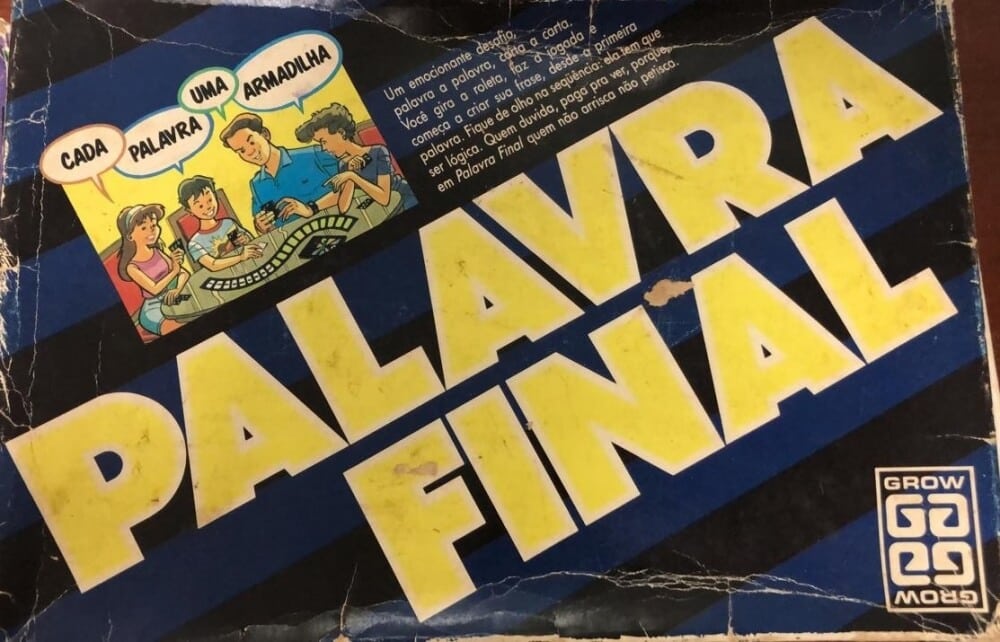 CADA
PALAVRA
UMA
ARMADILHA
Um emocionante desafio,
palavra a palavra, carta a carta.
Você gira a roleta, faz a jogada e
começa a criar sua frase, desde a primeira
palavra. Fique de olho na seqüência: ela tem que
ser lógica. Quem duvida, paga pra ver, porque,
em Palavra Final quem não arrisca não petisca.
PALAVRA
FINAL
GROW
GROW